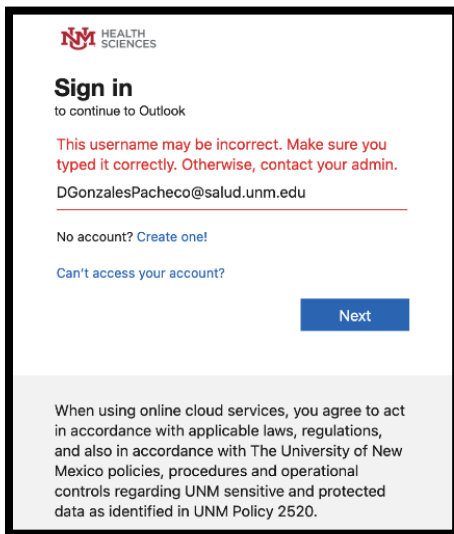 UNM HEALTH
SCIENCES
Sign in
to continue to Outlook
This username may be incorrect. Make sure you
typed it correctly. Otherwise, contact your admin.
DGonzalesPacheco@salud.unm.edu
No account? Create one!
Can't access your account?
Next
When using online cloud services, you agree to act
in accordance with applicable laws, regulations,
and also in accordance with The University of New
Mexico policies, procedures and operational
controls regarding UNM sensitive and protected
data as identified in UNM Policy 2520.